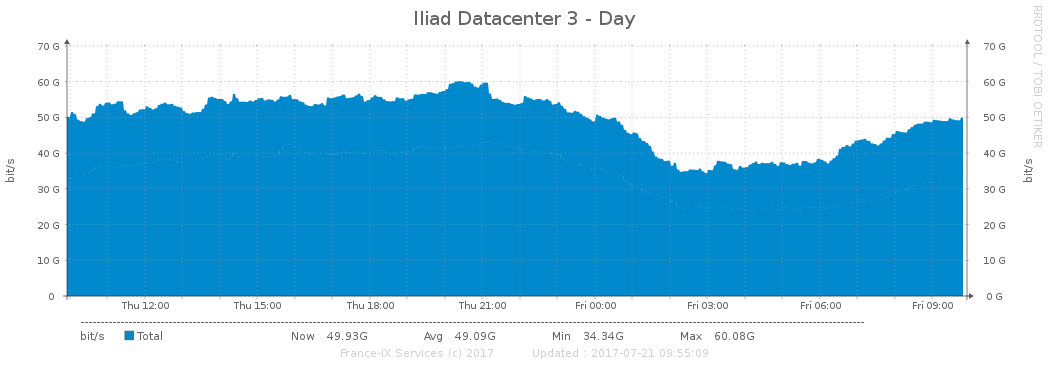 Iliad Datacenter 3 - Day
RRDTOOL / TOBI OETIKER
70 G 70 G
60 G 60 G
50 G 50 G
40 G 40 G
30 G 30 G
20 G 20 G
10 G 10 G
0 0 G
bit/s bit/s
Thu 12:00 Thu 15:00 Thu 18:00 Thu 21:00 Fri 00:00 Fri 03:00 Fri 06:00 Fri 09:00
bit/s Total Now 49.93G Avg 49.09G Min 34.34G Max 60.08G
France-IX Services (c) 2017 Updated : 2017-07-21 09:55:09